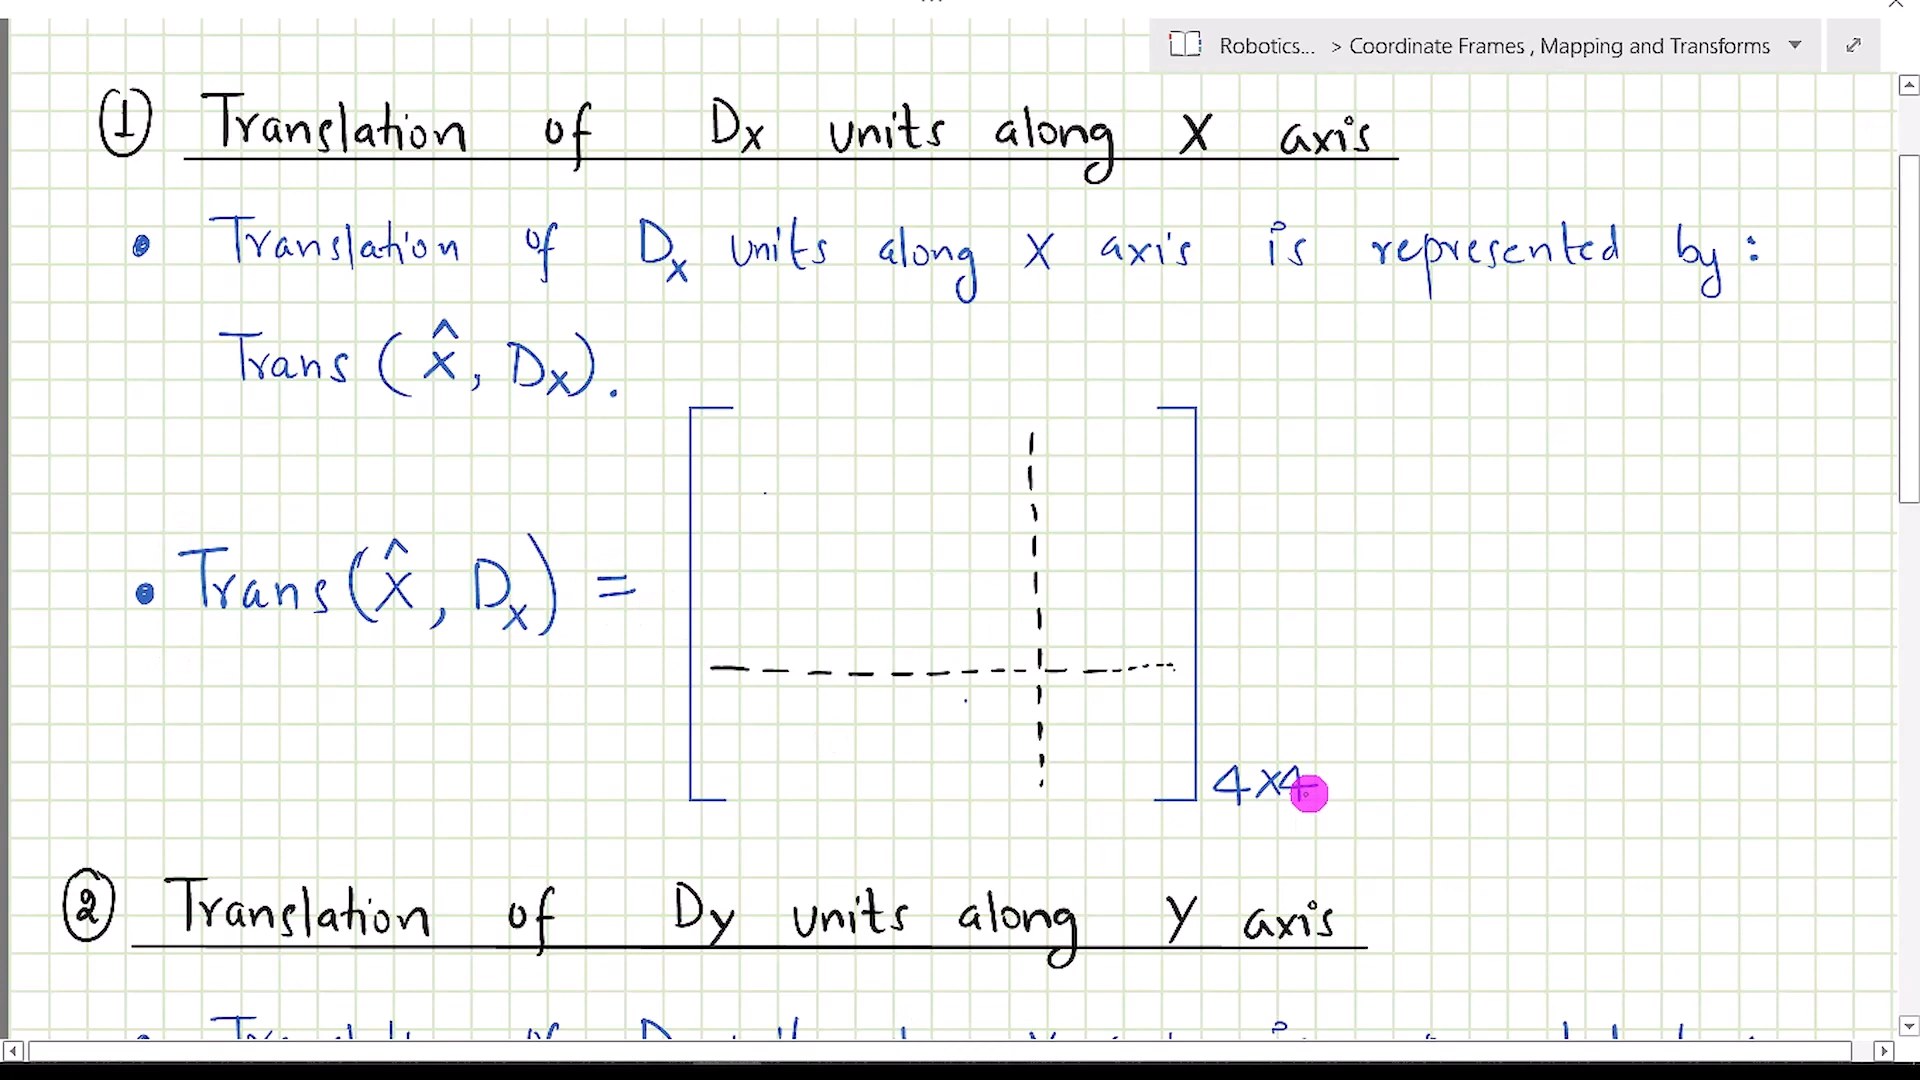 Robotics... > Coordinate Frames , Mapping and Transforms
① Translation of Dx units along X axis
• Translation of Dx units along X axis is represented by:
Trans (x̂, Dx).
• Trans(x̂, Dx) =
4x4
② Translation of Dy units along Y axis